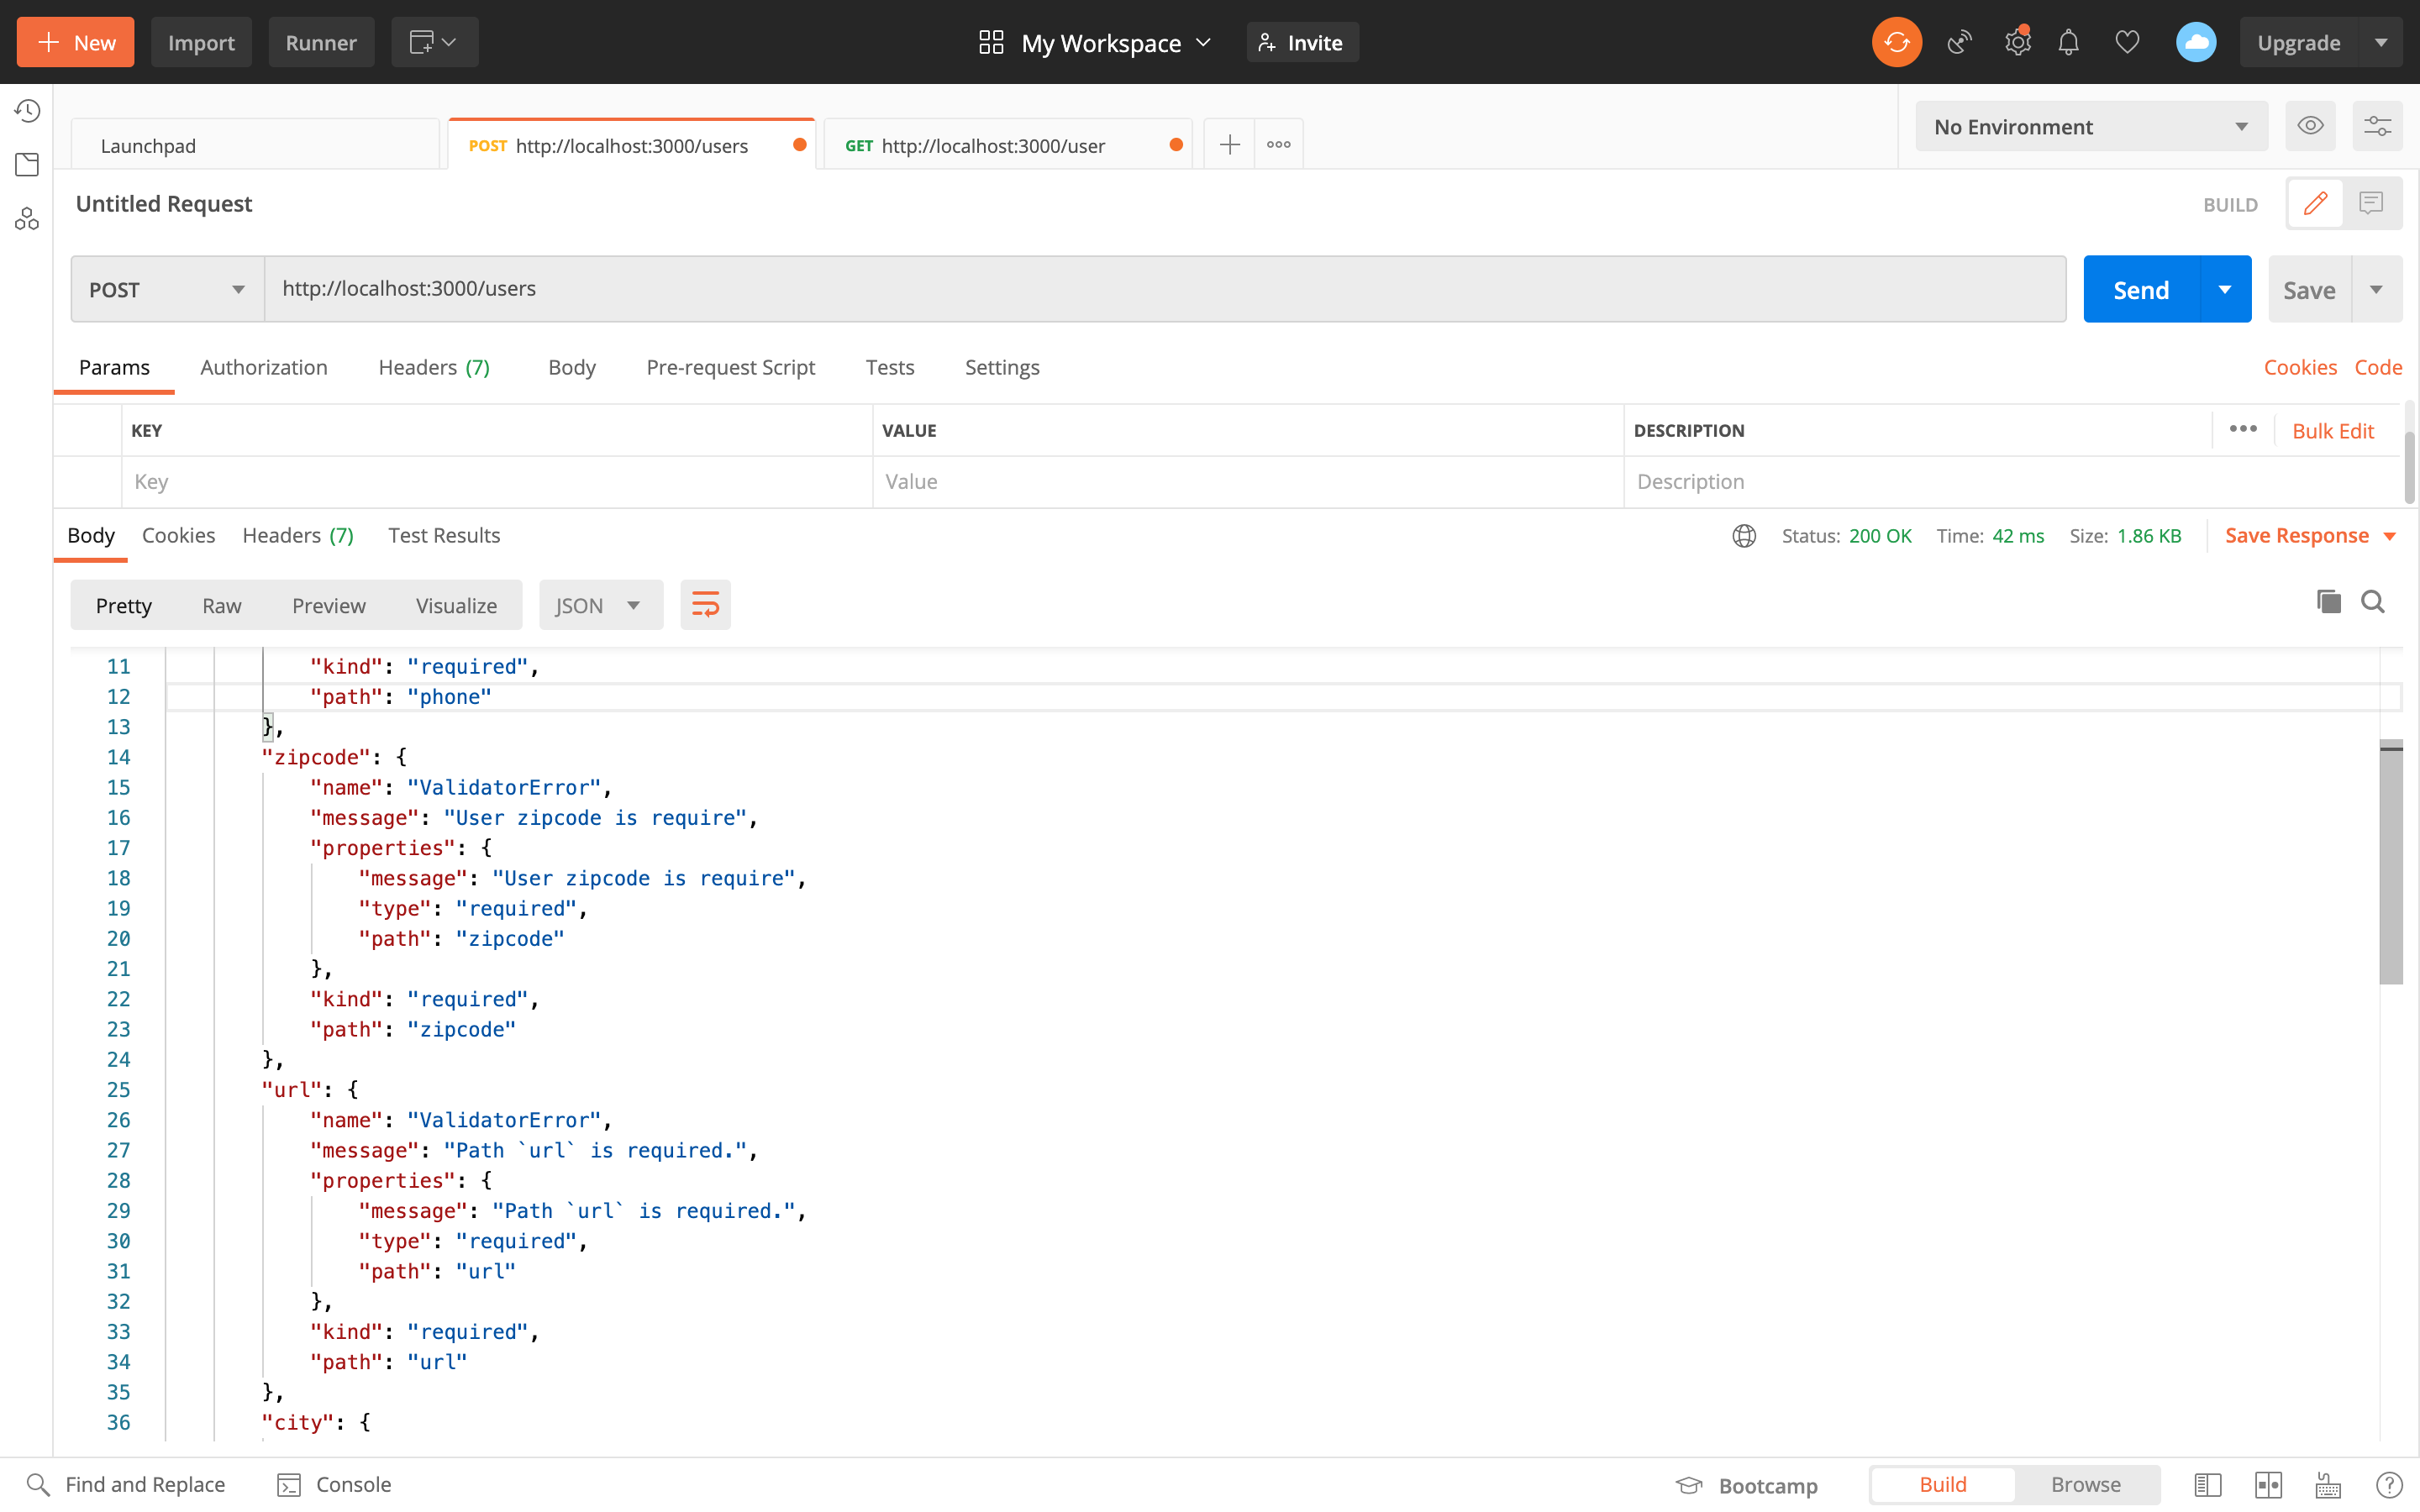 New
Import
Runner
My Workspace
Invite
Upgrade
Launchpad
POST http://localhost:3000/users
GET http://localhost:3000/user
No Environment
Untitled Request
BUILD
POST
http://localhost:3000/users
Send
Save
Params
Authorization
Headers (7)
Body
Pre-request Script
Tests
Settings
Cookies
Code
KEY
VALUE
DESCRIPTION
Bulk Edit
Key
Value
Description
Body
Cookies
Headers (7)
Test Results
Status: 200 OK
Time: 42 ms
Size: 1.86 KB
Save Response
Pretty
Raw
Preview
Visualize
JSON
11 "kind": "required",
12 "path": "phone"
13 },
14 "zipcode": {
15 "name": "ValidatorError",
16 "message": "User zipcode is require",
17 "properties": {
18 "message": "User zipcode is require",
19 "type": "required",
20 "path": "zipcode"
21 },
22 "kind": "required",
23 "path": "zipcode"
24 },
25 "url": {
26 "name": "ValidatorError",
27 "message": "Path `url` is required.",
28 "properties": {
29 "message": "Path `url` is required.",
30 "type": "required",
31 "path": "url"
32 },
33 "kind": "required",
34 "path": "url"
35 },
36 "city": {
Find and Replace
Console
Bootcamp
Build
Browse